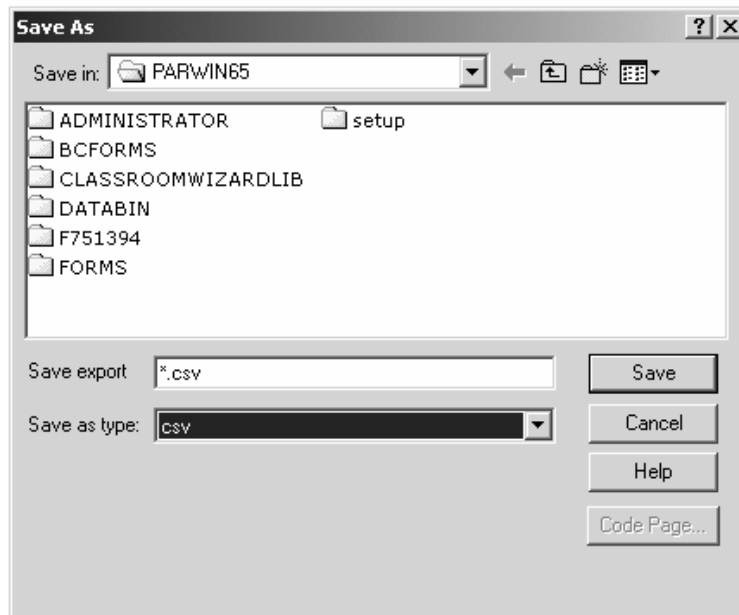 Save As
Save in: PARWIN65
ADMINISTRATOR
BCFORMS
CLASSROOMWIZARDLIB
DATABIN
F751394
FORMS
setup
Save export *.csv
Save as type: csv
Save
Cancel
Help
Code Page...